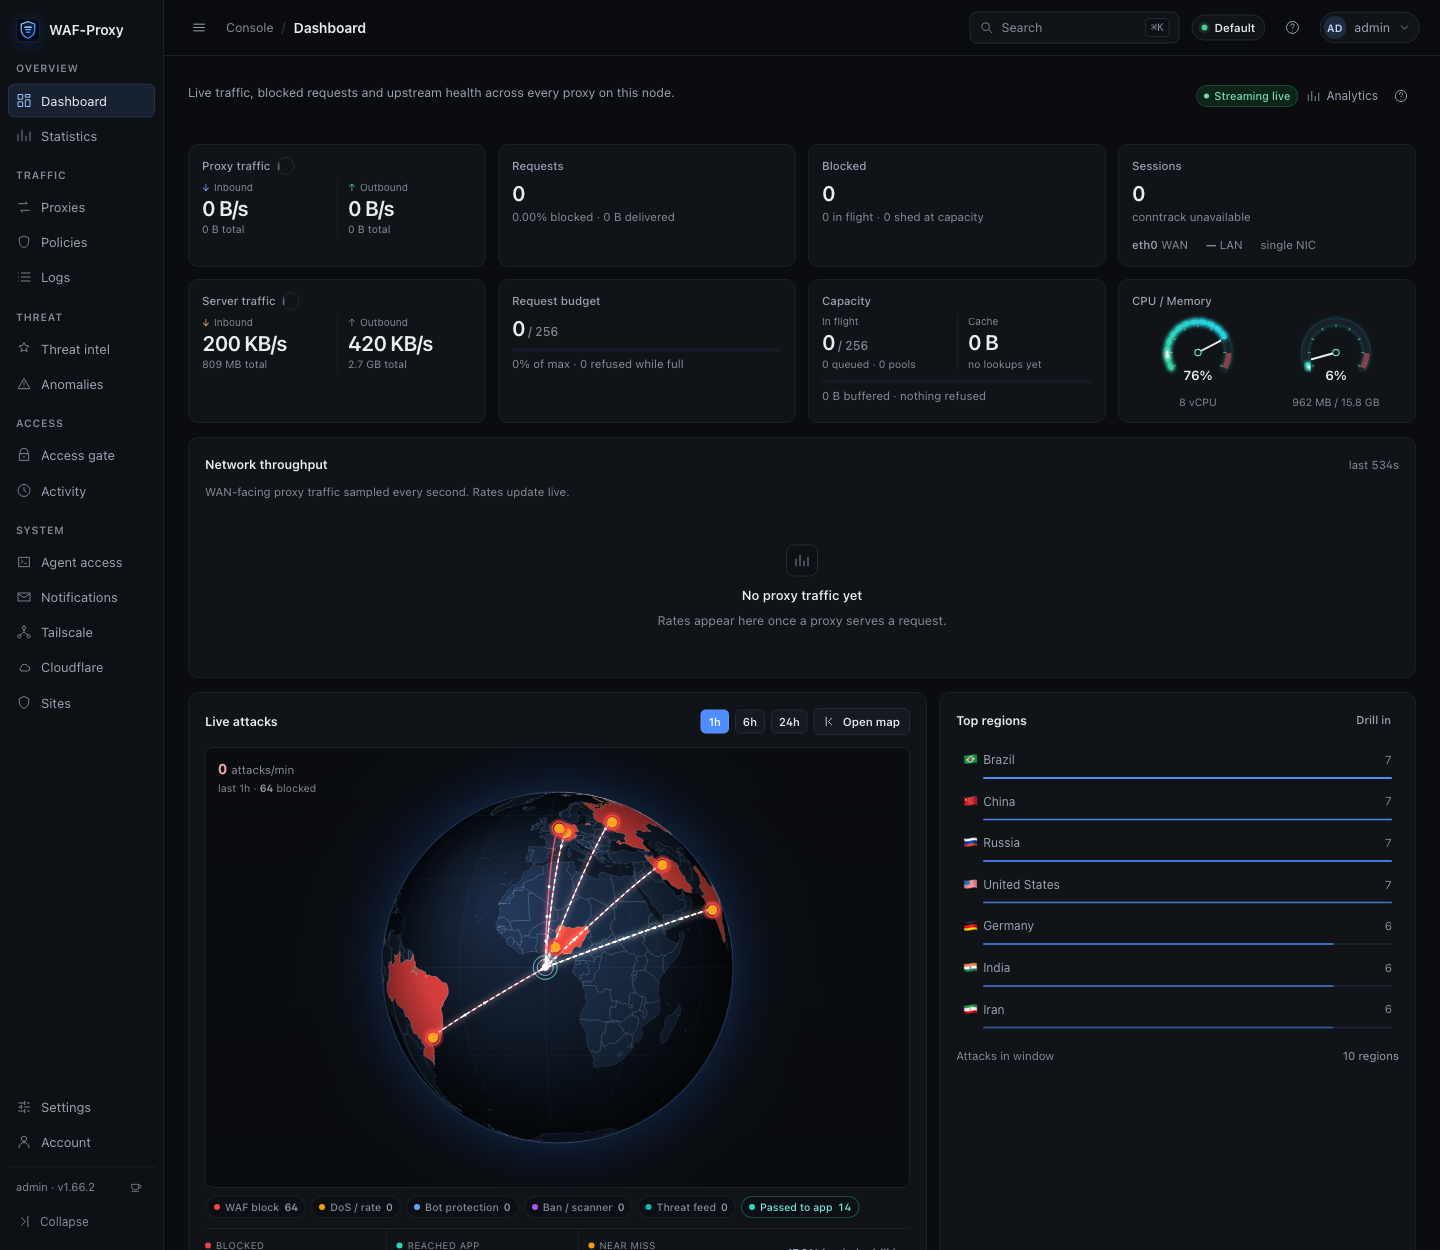 WAF-Proxy
OVERVIEW
Dashboard
Statistics
TRAFFIC
Proxies
Policies
Logs
THREAT
Threat intel
Anomalies
ACCESS
Access gate
Activity
SYSTEM
Agent access
Notifications
Tailscale
Cloudflare
Sites
Settings
Account
admin · v1.66.2
Collapse
Console / Dashboard
Search ⌘K
Default
AD admin
Live traffic, blocked requests and upstream health across every proxy on this node.
Streaming live
Analytics
Proxy traffic
Inbound
0 B/s
0 B total
Outbound
0 B/s
0 B total
Requests
0
0.00% blocked · 0 B delivered
Blocked
0
0 in flight · 0 shed at capacity
Sessions
0
conntrack unavailable
eth0 WAN — LAN single NIC
Server traffic
Inbound
200 KB/s
809 MB total
Outbound
420 KB/s
2.7 GB total
Request budget
0 / 256
0% of max · 0 refused while full
Capacity
In flight
0 / 256
0 queued · 0 pools
Cache
0 B
no lookups yet
0 B buffered · nothing refused
CPU / Memory
76%
8 vCPU
6%
962 MB / 15.8 GB
Network throughput
last 534s
WAN-facing proxy traffic sampled every second. Rates update live.
No proxy traffic yet
Rates appear here once a proxy serves a request.
Live attacks
1h 6h 24h Open map
0 attacks/min
last 1h · 64 blocked
WAF block 64
DoS / rate 0
Bot protection 0
Ban / scanner 0
Threat feed 0
Passed to app 14
BLOCKED
REACHED APP
NEAR MISS
Top regions
Drill in
Brazil 7
China 7
Russia 7
United States 7
Germany 6
India 6
Iran 6
Attacks in window 10 regions